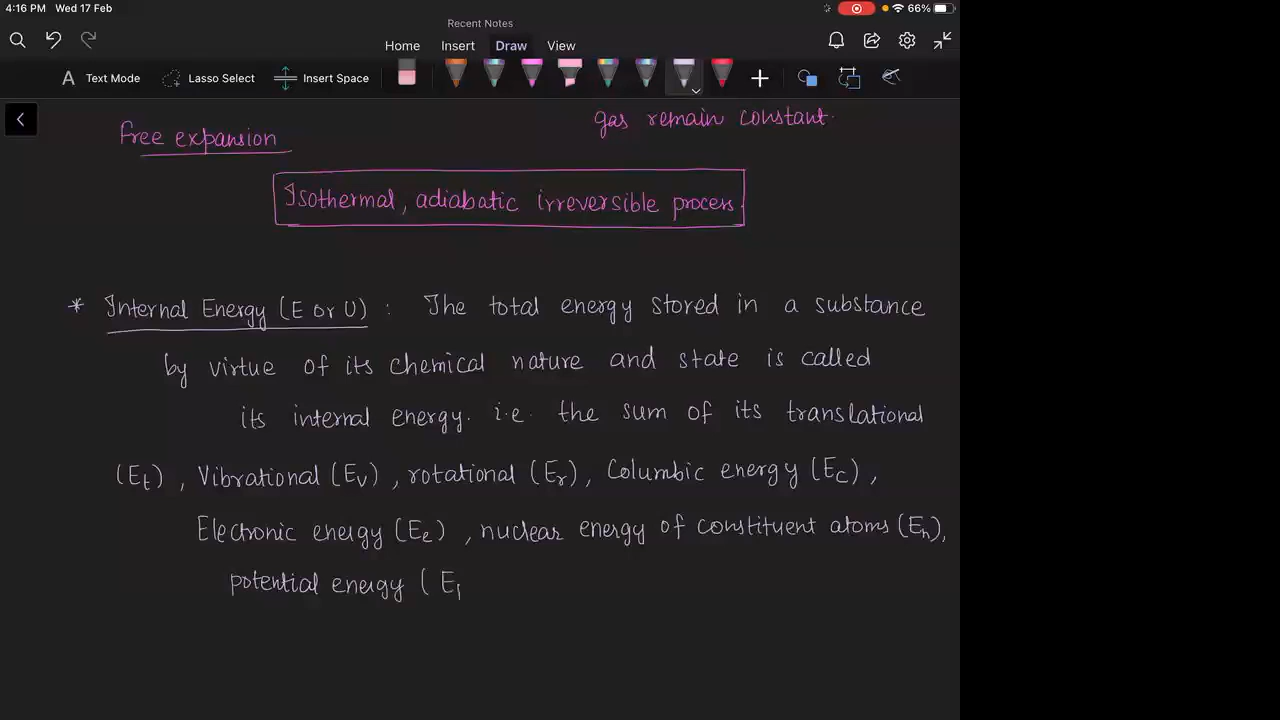 4:16 PM Wed 17 Feb
66%
Recent Notes
Home Insert Draw View
Text Mode Lasso Select Insert Space
gas remain constant.
Free expansion
Isothermal, adiabatic irreversible process.
* Internal Energy (E or U) : The total energy stored in a substance
by virtue of its chemical nature and state is called
its internal energy. i.e. the sum of its translational
(Et), Vibrational (Ev), rotational (Er), Columbic energy (Ec),
Electronic energy (Ee), nuclear energy of constituent atoms (En),
potential energy (E